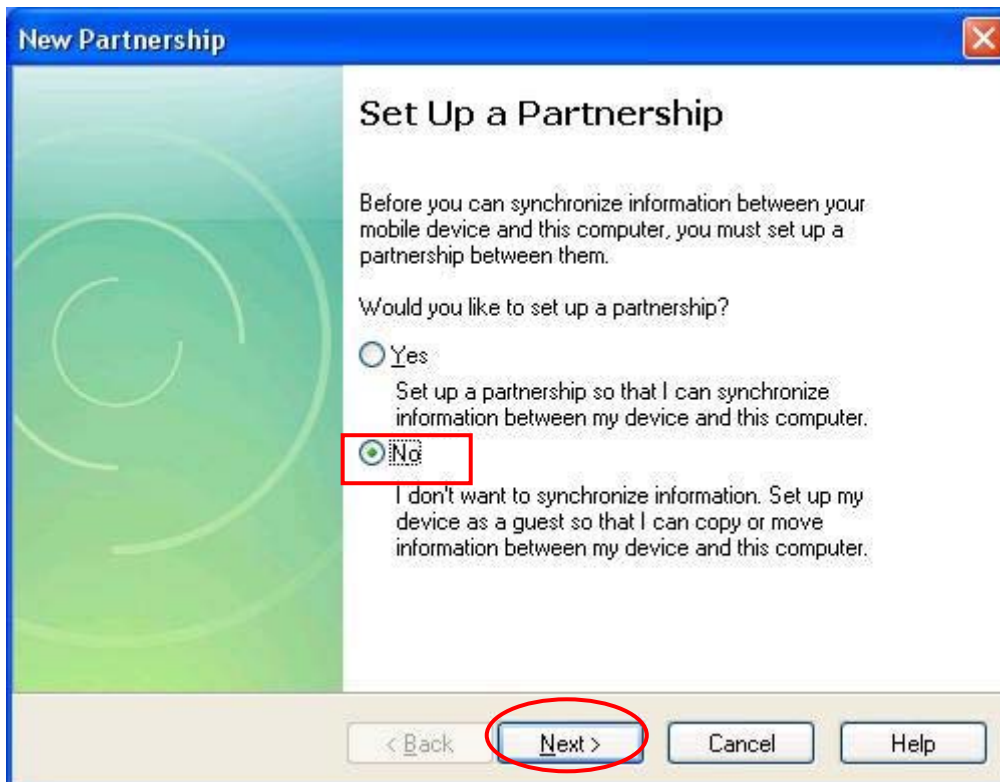 New Partnership
Set Up a Partnership
Before you can synchronize information between your
mobile device and this computer, you must set up a
partnership between them.
Would you like to set up a partnership?
Yes
Set up a partnership so that I can synchronize
information between my device and this computer.
No
I don't want to synchronize information. Set up my
device as a guest so that I can copy or move
information between my device and this computer.
< Back Next > Cancel Help